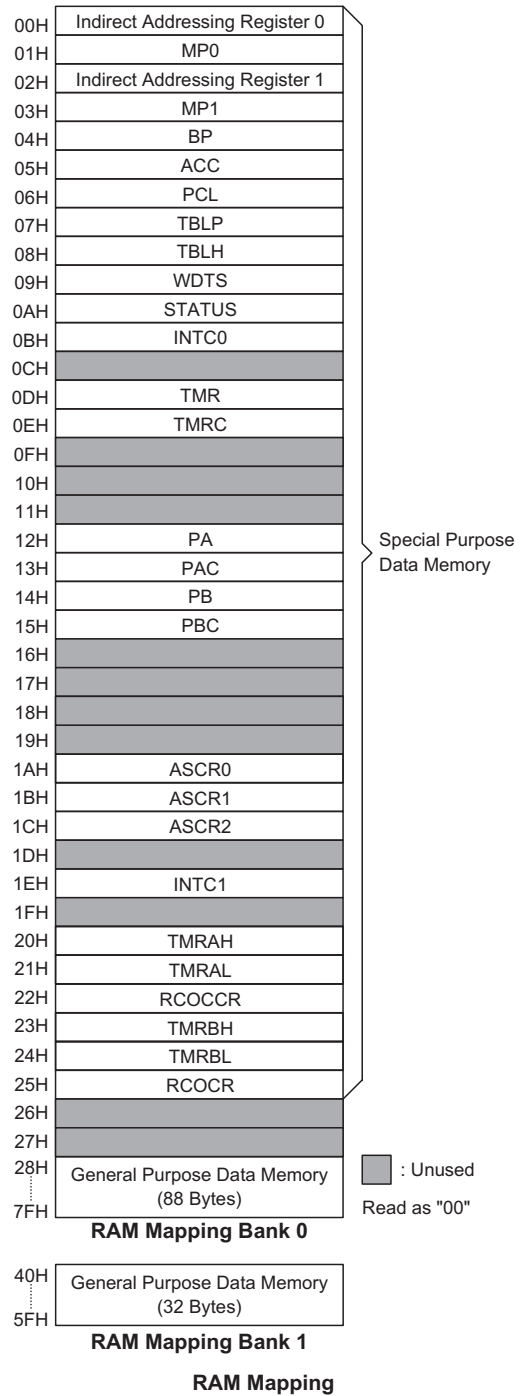 00H Indirect Addressing Register 0
01H MP0
02H Indirect Addressing Register 1
03H MP1
04H BP
05H ACC
06H PCL
07H TBLP
08H TBLH
09H WDTS
0AH STATUS
0BH INTC0
0CH
0DH TMR
0EH TMRC
0FH
10H
11H
12H PA
13H PAC
14H PB
15H PBC
16H
17H
18H
19H
1AH ASCR0
1BH ASCR1
1CH ASCR2
1DH
1EH INTC1
1FH
20H TMRAH
21H TMRAL
22H RCOCCR
23H TMRBH
24H TMRBL
25H RCOCR
26H
27H
Special Purpose
Data Memory
28H General Purpose Data Memory
(88 Bytes)
7FH
: Unused
Read as "00"
RAM Mapping Bank 0
40H General Purpose Data Memory
(32 Bytes)
5FH
RAM Mapping Bank 1
RAM Mapping